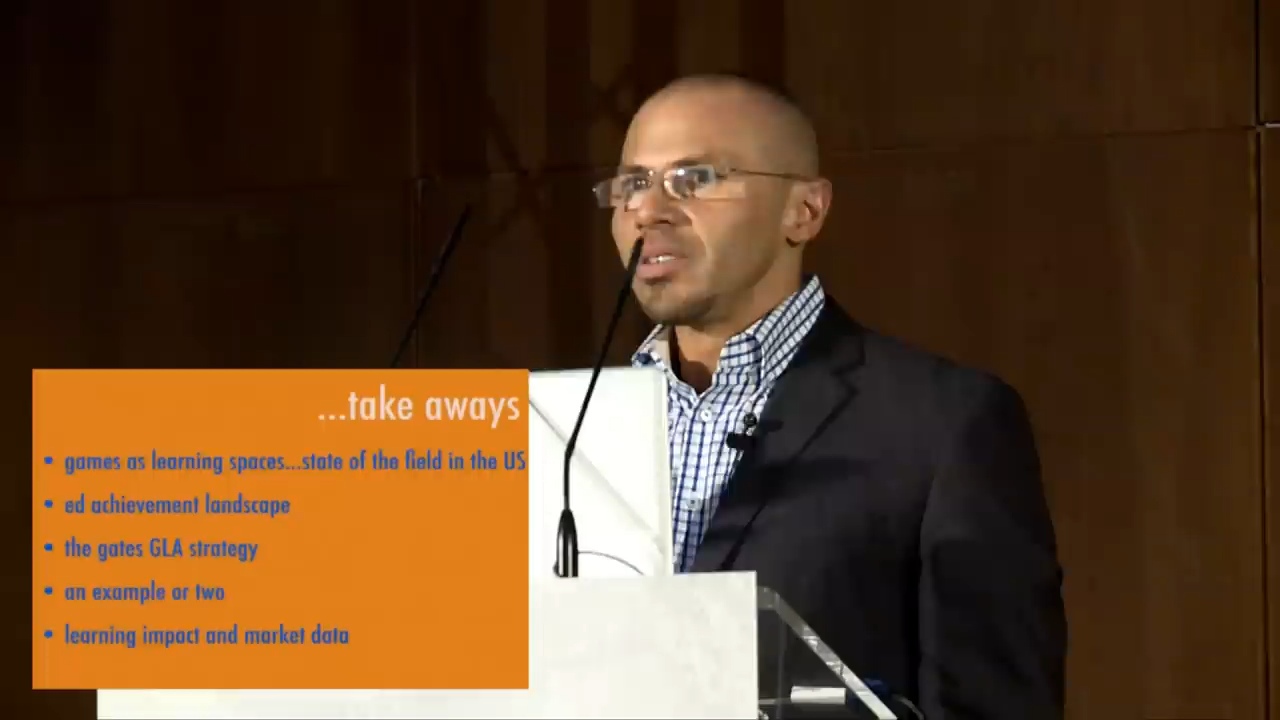 ...take aways
• games as learning spaces...state of the field in the US
• ed achievement landscape
• the gates GLA strategy
• an example or two
• learning impact and market data